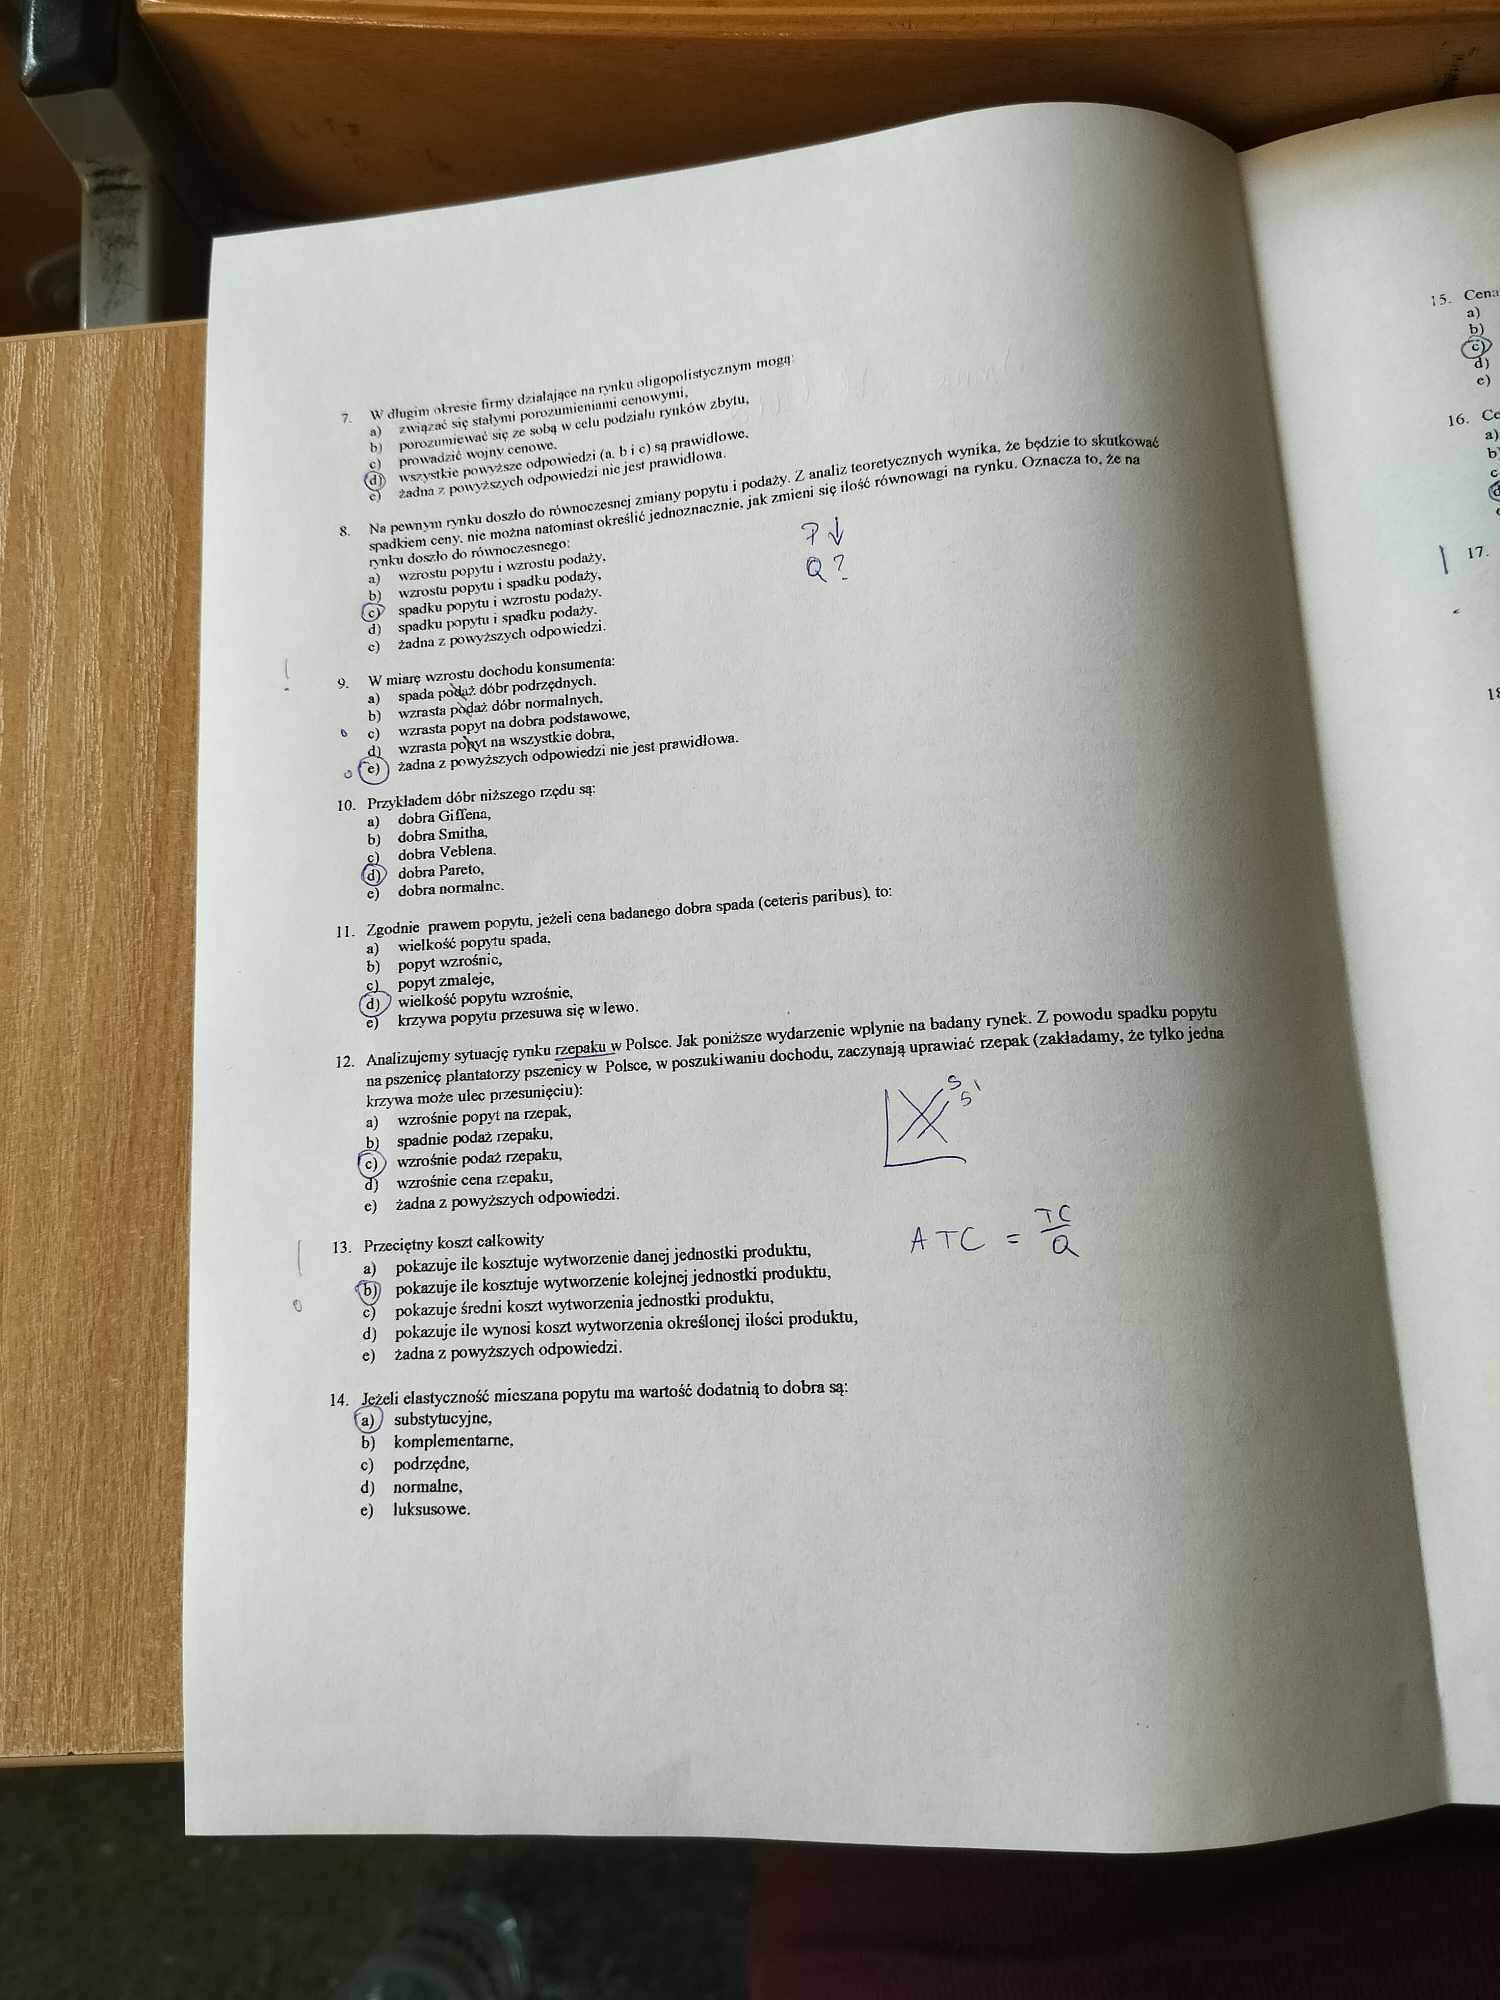 7. W długim okresie firmy działające na rynku oligopolistycznym mogą:
a) związać się stałymi porozumieniami cenowymi,
b) porozumiewać się ze sobą w celu podziału rynków zbytu,
c) prowadzić wojny cenowe.
d) wszystkie powyższe odpowiedzi (a, b i c) są prawidłowe.
e) żadna z powyższych odpowiedzi nie jest prawidłowa.
8. Na pewnym rynku doszło do równoczesnej zmiany popytu i podaży. Z analiz teoretycznych wynika, że będzie to skutkować
spadkiem ceny, nie można natomiast określić jednoznacznie, jak zmieni się ilość równowagi na rynku. Oznacza to, że na
rynku doszło do równoczesnego:
a) wzrostu popytu i wzrostu podaży,
b) wzrostu popytu i spadku podaży,
c) spadku popytu i wzrostu podaży.
d) spadku popytu i spadku podaży.
e) żadna z powyższych odpowiedzi.
P ↓
Q ?
!
9. W miarę wzrostu dochodu konsumenta:
a) spada podaż dóbr podrzędnych.
b) wzrasta podaż dóbr normalnych,
c) wzrasta popyt na dobra podstawowe,
d) wzrasta popyt na wszystkie dobra,
e) żadna z powyższych odpowiedzi nie jest prawidłowa.
10. Przykładem dóbr niższego rzędu są:
a) dobra Giffena,
b) dobra Smitha,
c) dobra Veblena.
d) dobra Pareto,
e) dobra normalne.
11. Zgodnie prawem popytu, jeżeli cena badanego dobra spada (ceteris paribus), to:
a) wielkość popytu spada,
b) popyt wzrośnie,
c) popyt zmaleje,
d) wielkość popytu wzrośnie,
e) krzywa popytu przesuwa się w lewo.
12. Analizujemy sytuację rynku rzepaku w Polsce. Jak poniższe wydarzenie wpłynie na badany rynek. Z powodu spadku popytu
na pszenicę plantatorzy pszenicy w Polsce, w poszukiwaniu dochodu, zaczynają uprawiać rzepak (zakładamy, że tylko jedna
krzywa może ulec przesunięciu):
a) wzrośnie popyt na rzepak,
b) spadnie podaż rzepaku,
c) wzrośnie podaż rzepaku,
d) wzrośnie cena rzepaku,
e) żadna z powyższych odpowiedzi.
S
S'
13. Przeciętny koszt całkowity
a) pokazuje ile kosztuje wytworzenie danej jednostki produktu,
b) pokazuje ile kosztuje wytworzenie kolejnej jednostki produktu,
c) pokazuje średni koszt wytworzenia jednostki produktu,
d) pokazuje ile wynosi koszt wytworzenia określonej ilości produktu,
e) żadna z powyższych odpowiedzi.
ATC = TC
Q
14. Jeżeli elastyczność mieszana popytu ma wartość dodatnią to dobra są:
a) substytucyjne,
b) komplementarne,
c) podrzędne,
d) normalne,
e) luksusowe.
15. Cena
a)
b)
c)
d)
e)
16. Ce
a)
b)
17.